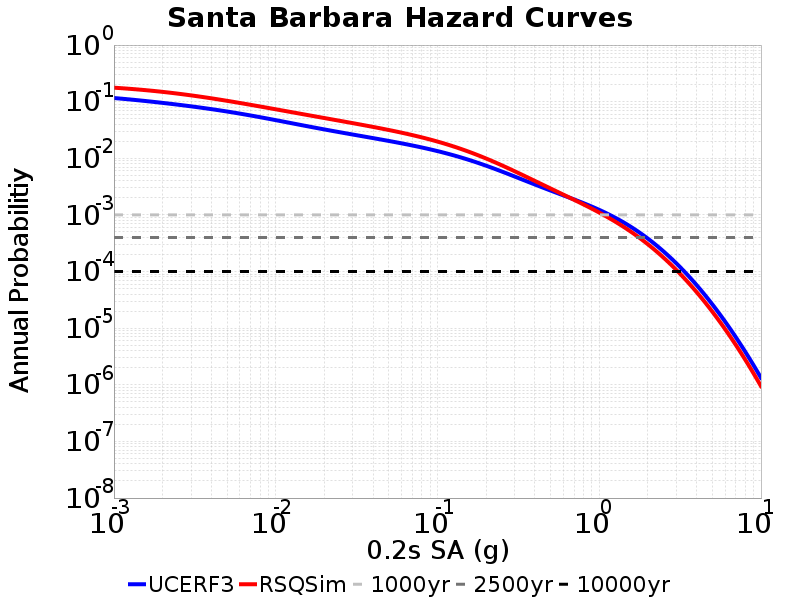 Santa Barbara Hazard Curves
Annual Probabilitiy
10^0
10^-1
10^-2
10^-3
10^-4
10^-5
10^-6
10^-7
10^-8
10^-3 10^-2 10^-1 10^0 10^1
0.2s SA (g)
UCERF3 RSQSim 1000yr 2500yr 10000yr